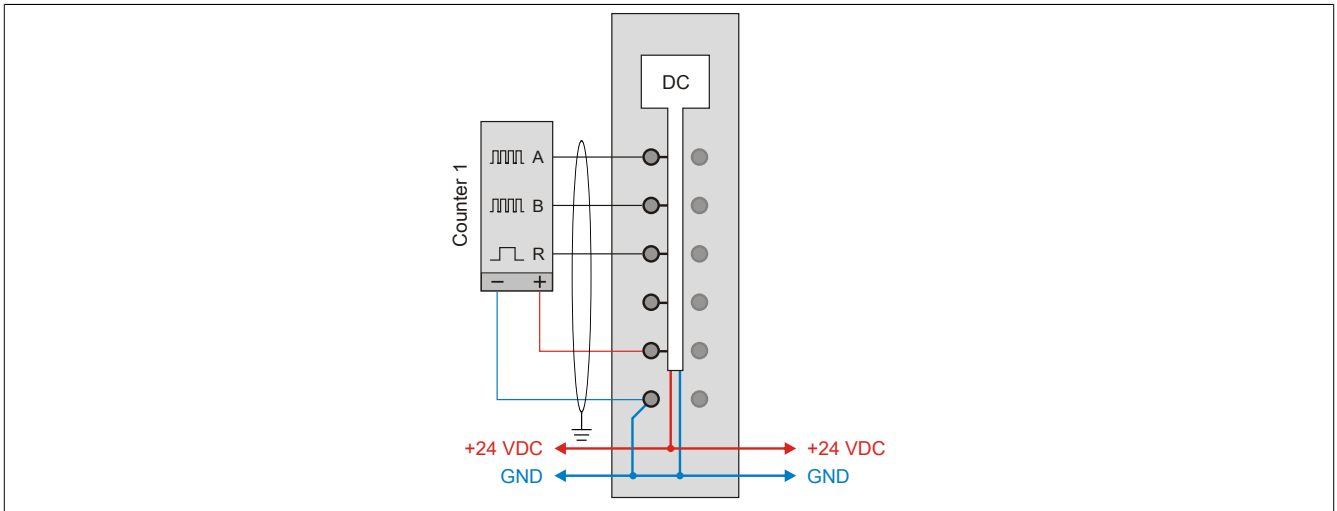 DC
Counter 1
A
B
R
− +
+24 VDC +24 VDC
GND GND